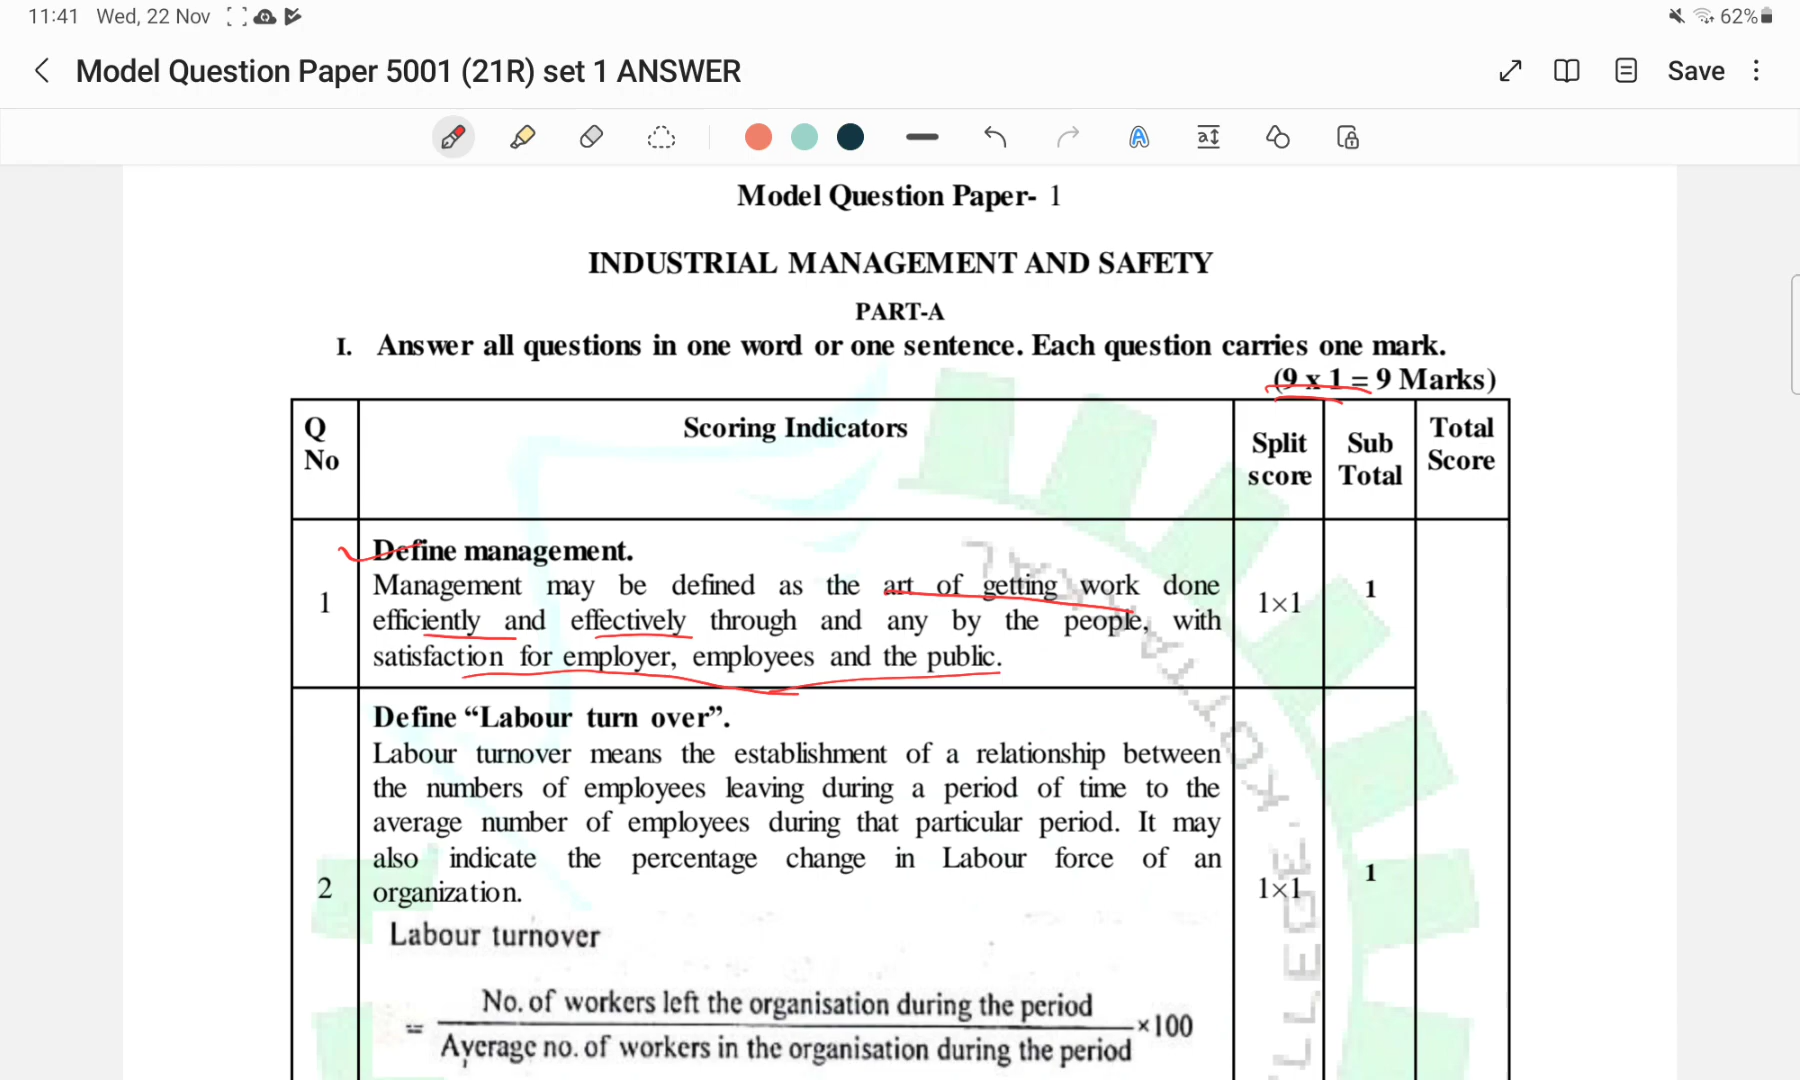 11:41 Wed, 22 Nov
62%
Model Question Paper 5001 (21R) set 1 ANSWER
Save
Model Question Paper- 1
INDUSTRIAL MANAGEMENT AND SAFETY
PART-A
I. Answer all questions in one word or one sentence. Each question carries one mark.
(9 x 1 = 9 Marks)
Q No
Scoring Indicators
Split score
Sub Total
Total Score
1
Define management.
Management may be defined as the art of getting work done
efficiently and effectively through and any by the people, with
satisfaction for employer, employees and the public.
1×1
1
2
Define “Labour turn over”.
Labour turnover means the establishment of a relationship between
the numbers of employees leaving during a period of time to the
average number of employees during that particular period. It may
also indicate the percentage change in Labour force of an
organization.
Labour turnover
= No. of workers left the organisation during the period
Average no. of workers in the organisation during the period ×100
1×1
1